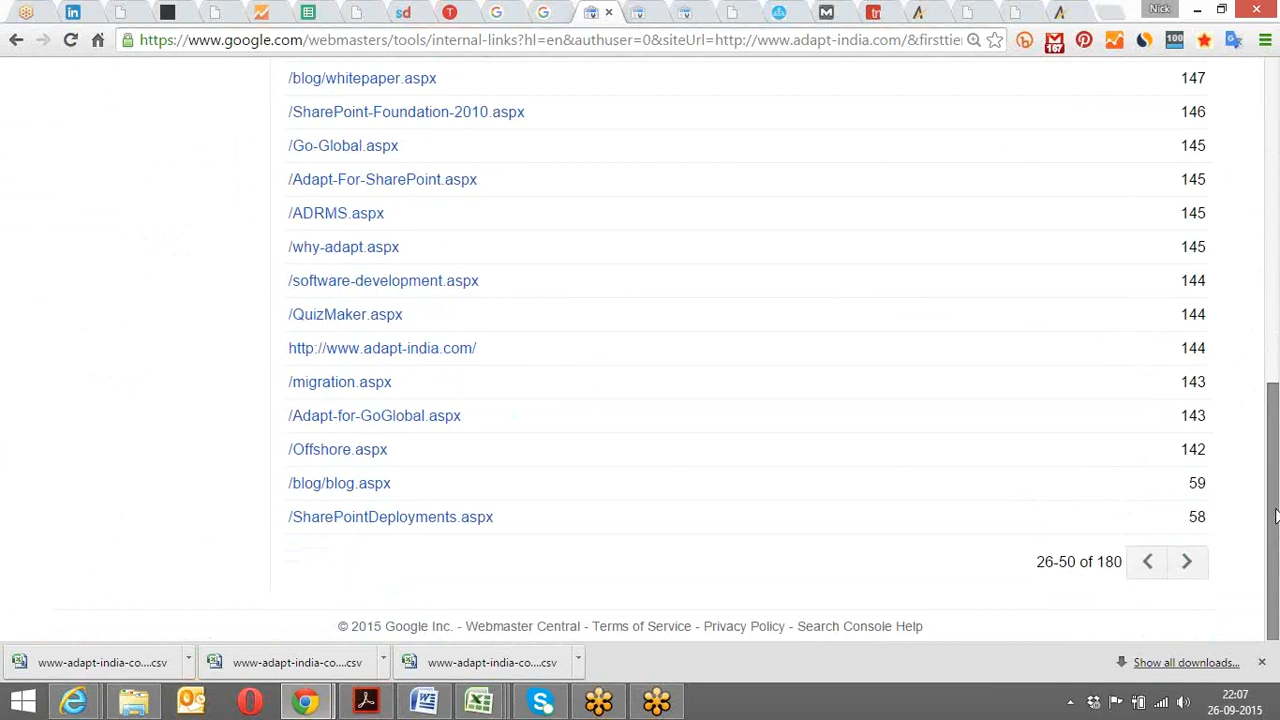 Nick
https://www.google.com/webmasters/tools/internal-links?hl=en&authuser=0&siteUrl=http://www.adapt-india.com/&firsttie
167
100
/blog/whitepaper.aspx 147
/SharePoint-Foundation-2010.aspx 146
/Go-Global.aspx 145
/Adapt-For-SharePoint.aspx 145
/ADRMS.aspx 145
/why-adapt.aspx 145
/software-development.aspx 144
/QuizMaker.aspx 144
http://www.adapt-india.com/ 144
/migration.aspx 143
/Adapt-for-GoGlobal.aspx 143
/Offshore.aspx 142
/blog/blog.aspx 59
/SharePointDeployments.aspx 58
26-50 of 180
© 2015 Google Inc. - Webmaster Central - Terms of Service - Privacy Policy - Search Console Help
www-adapt-india-co....csv www-adapt-india-co....csv www-adapt-india-co....csv Show all downloads...
22:07
26-09-2015